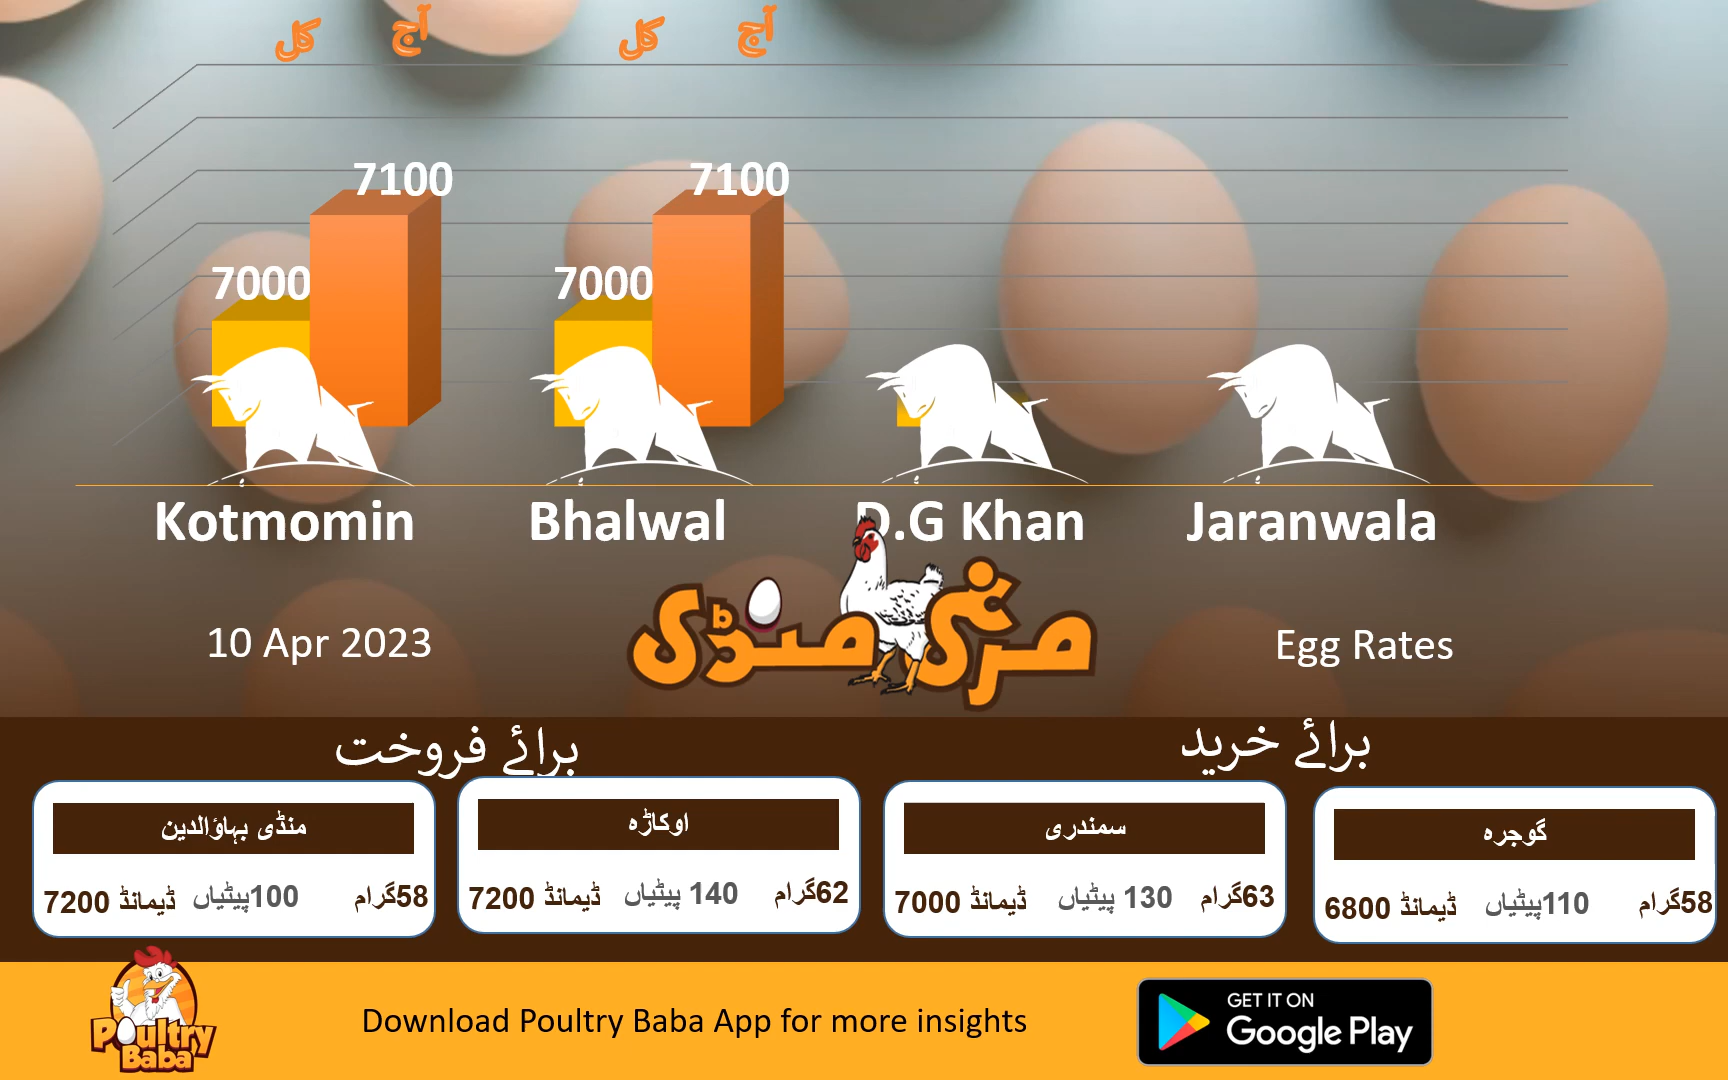 کل آج کل آج
7100 7100
7000 7000
Kotmomin Bhalwal D.G Khan Jaranwala
مرغی منڈی
10 Apr 2023
Egg Rates
برائے فروخت
برائے خرید
منڈی بہاؤالدین
58گرام 100پیٹیاں ڈیمانڈ 7200
اوکاڑہ
62گرام 140 پیٹیاں ڈیمانڈ 7200
سمندری
63گرام 130 پیٹیاں ڈیمانڈ 7000
گوجرہ
58گرام 110پیٹیاں ڈیمانڈ 6800
Poultry
Baba
Download Poultry Baba App for more insights
GET IT ON
Google Play